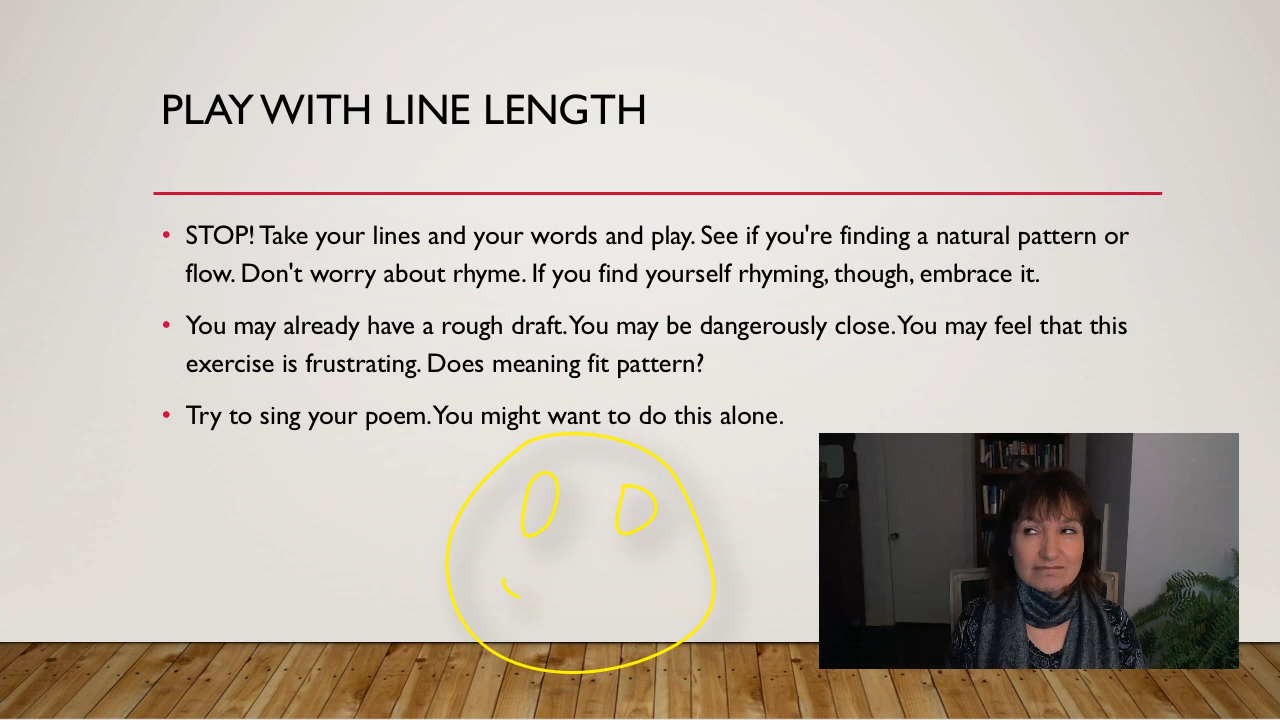 PLAY WITH LINE LENGTH
• STOP! Take your lines and your words and play. See if you're finding a natural pattern or
flow. Don't worry about rhyme. If you find yourself rhyming, though, embrace it.
• You may already have a rough draft. You may be dangerously close. You may feel that this
exercise is frustrating. Does meaning fit pattern?
• Try to sing your poem. You might want to do this alone.